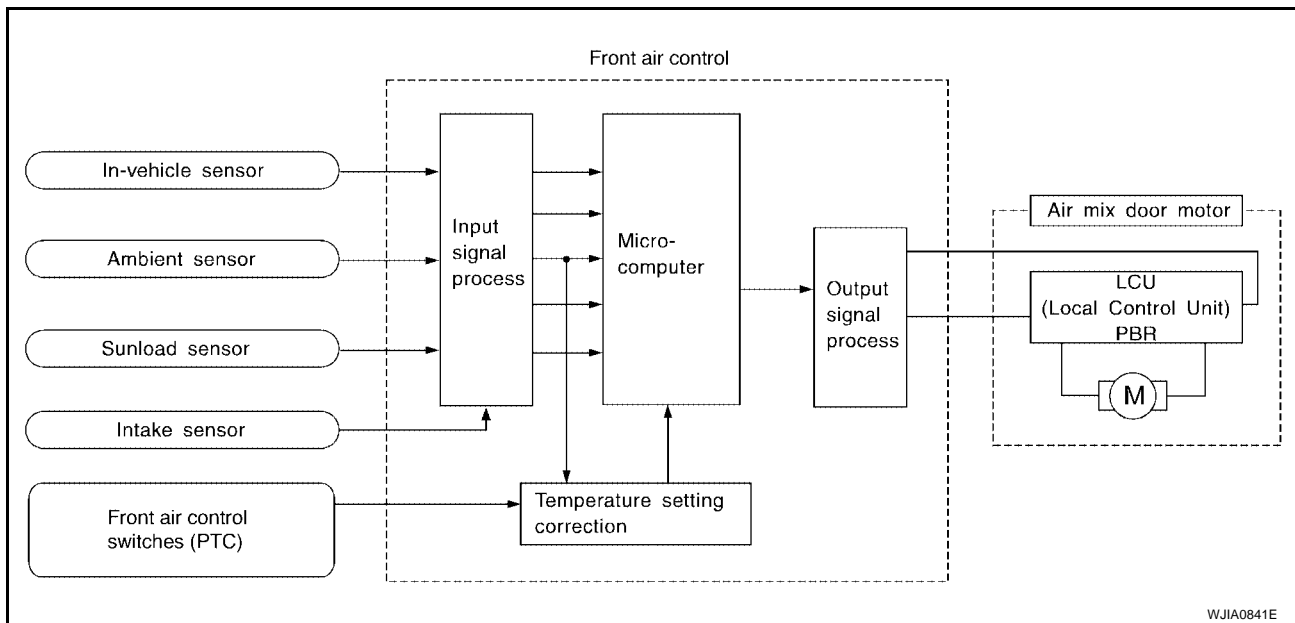 Front air control
In-vehicle sensor
Ambient sensor
Sunload sensor
Intake sensor
Front air control
switches (PTC)
Input
signal
process
Micro-
computer
Temperature setting
correction
Output
signal
process
Air mix door motor
LCU
(Local Control Unit)
PBR
M
WJIA0841E